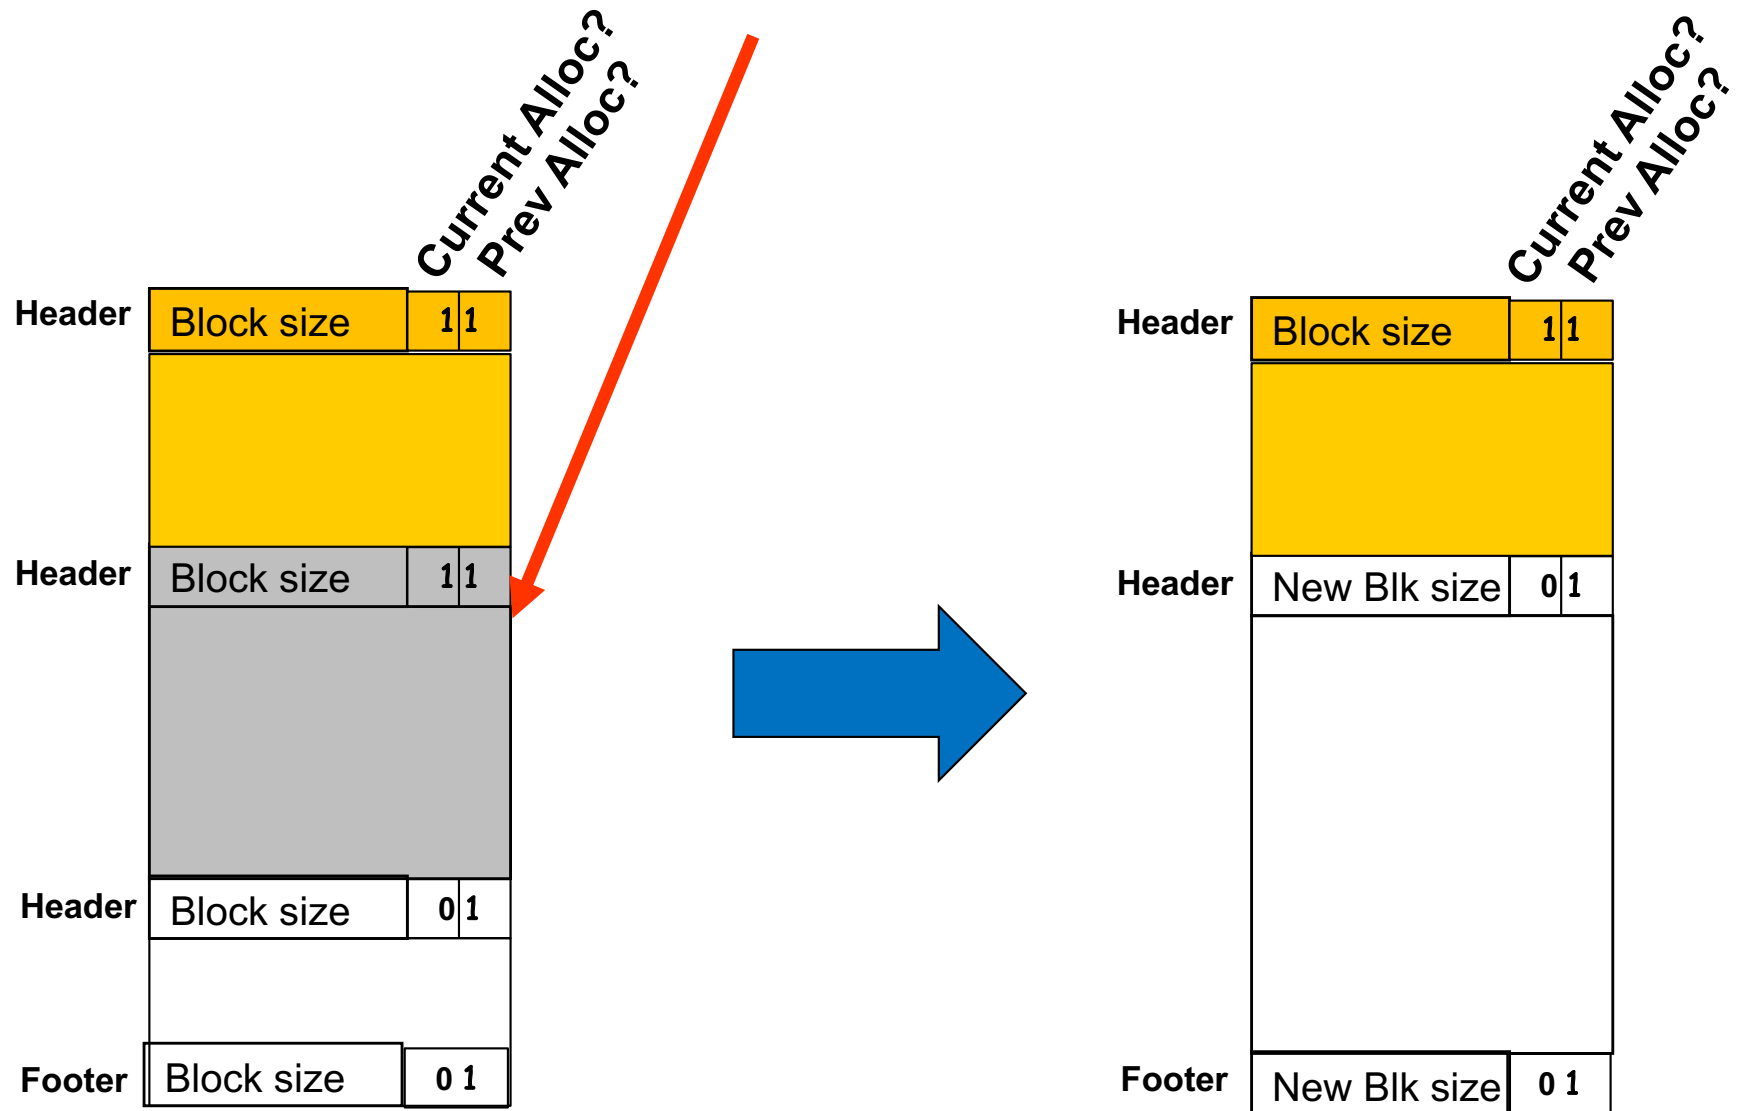 Current Alloc?
Prev Alloc?
Header Block size 1 1
Header Block size 1 1
Header Block size 0 1
Footer Block size 0 1
Current Alloc?
Prev Alloc?
Header Block size 1 1
Header New Blk size 0 1
Footer New Blk size 0 1